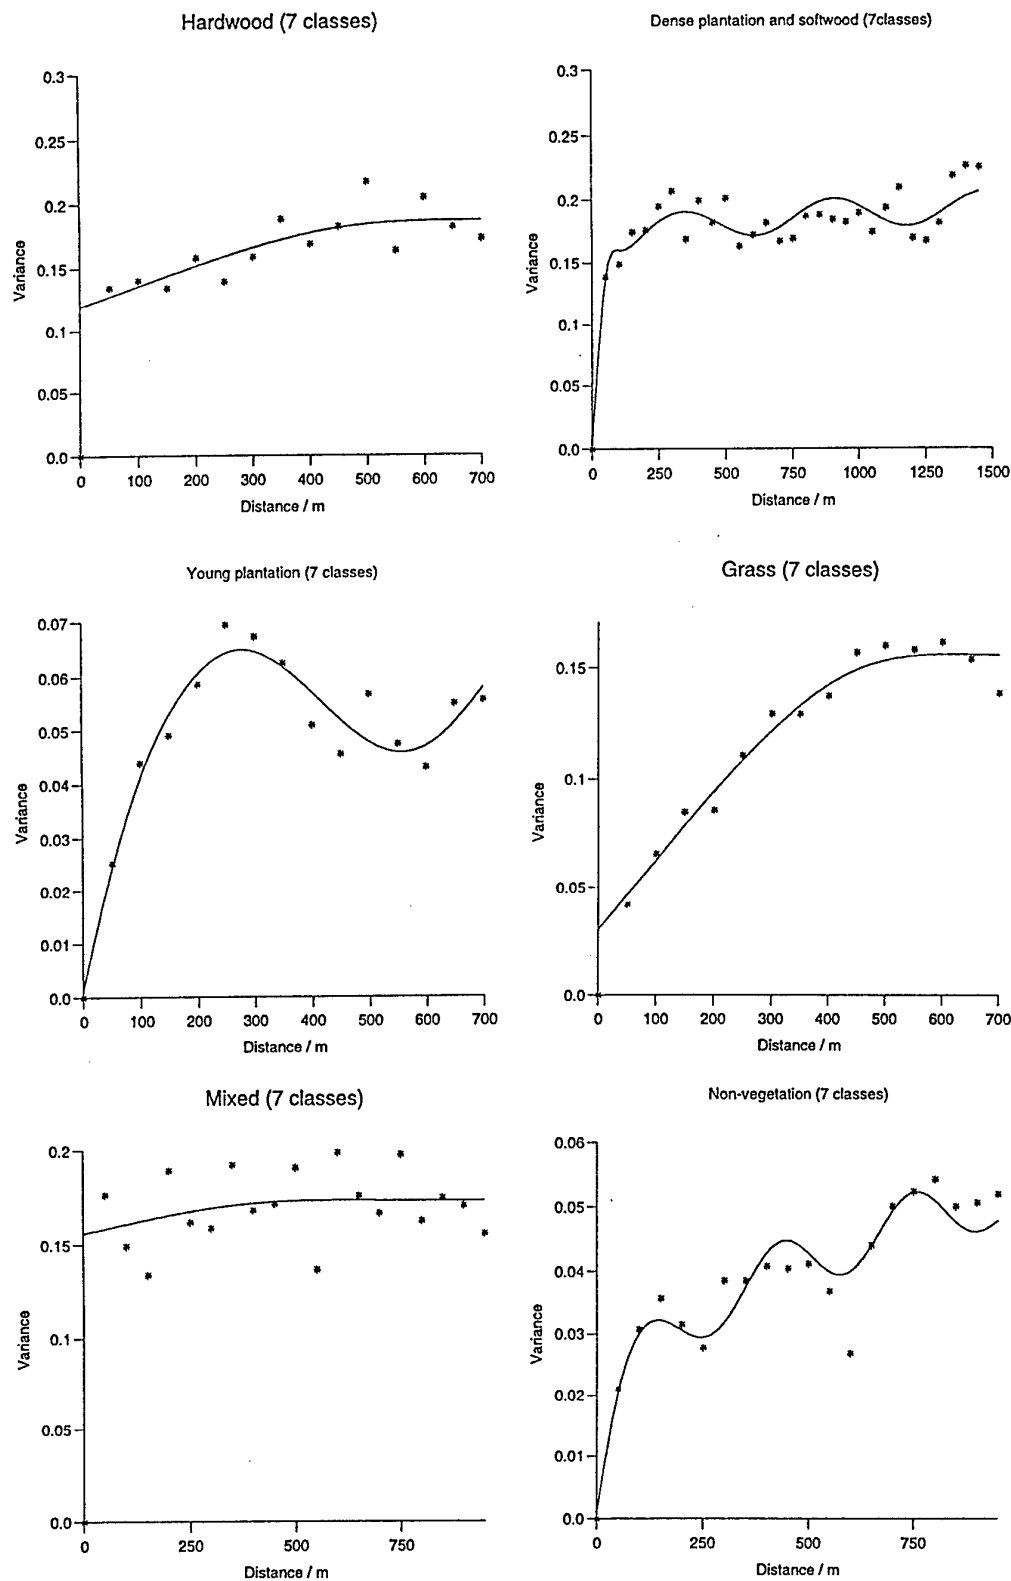 Hardwood (7 classes)
0.3
0.25
0.2
0.15
0.1
0.05
0.0
Variance
0 100 200 300 400 500 600 700
Distance / m
Dense plantation and softwood (7classes)
0.3
0.25
0.2
0.15
0.1
0.05
0.0
Variance
0 250 500 750 1000 1250 1500
Distance / m
Young plantation (7 classes)
0.07
0.06
0.05
0.04
0.03
0.02
0.01
0.0
Variance
0 100 200 300 400 500 600 700
Distance / m
Grass (7 classes)
0.15
0.1
0.05
0.0
Variance
0 100 200 300 400 500 600 700
Distance / m
Mixed (7 classes)
0.2
0.15
0.1
0.05
0.0
Variance
0 250 500 750
Distance / m
Non-vegetation (7 classes)
0.06
0.05
0.04
0.03
0.02
0.01
0.0
Variance
0 250 500 750
Distance / m